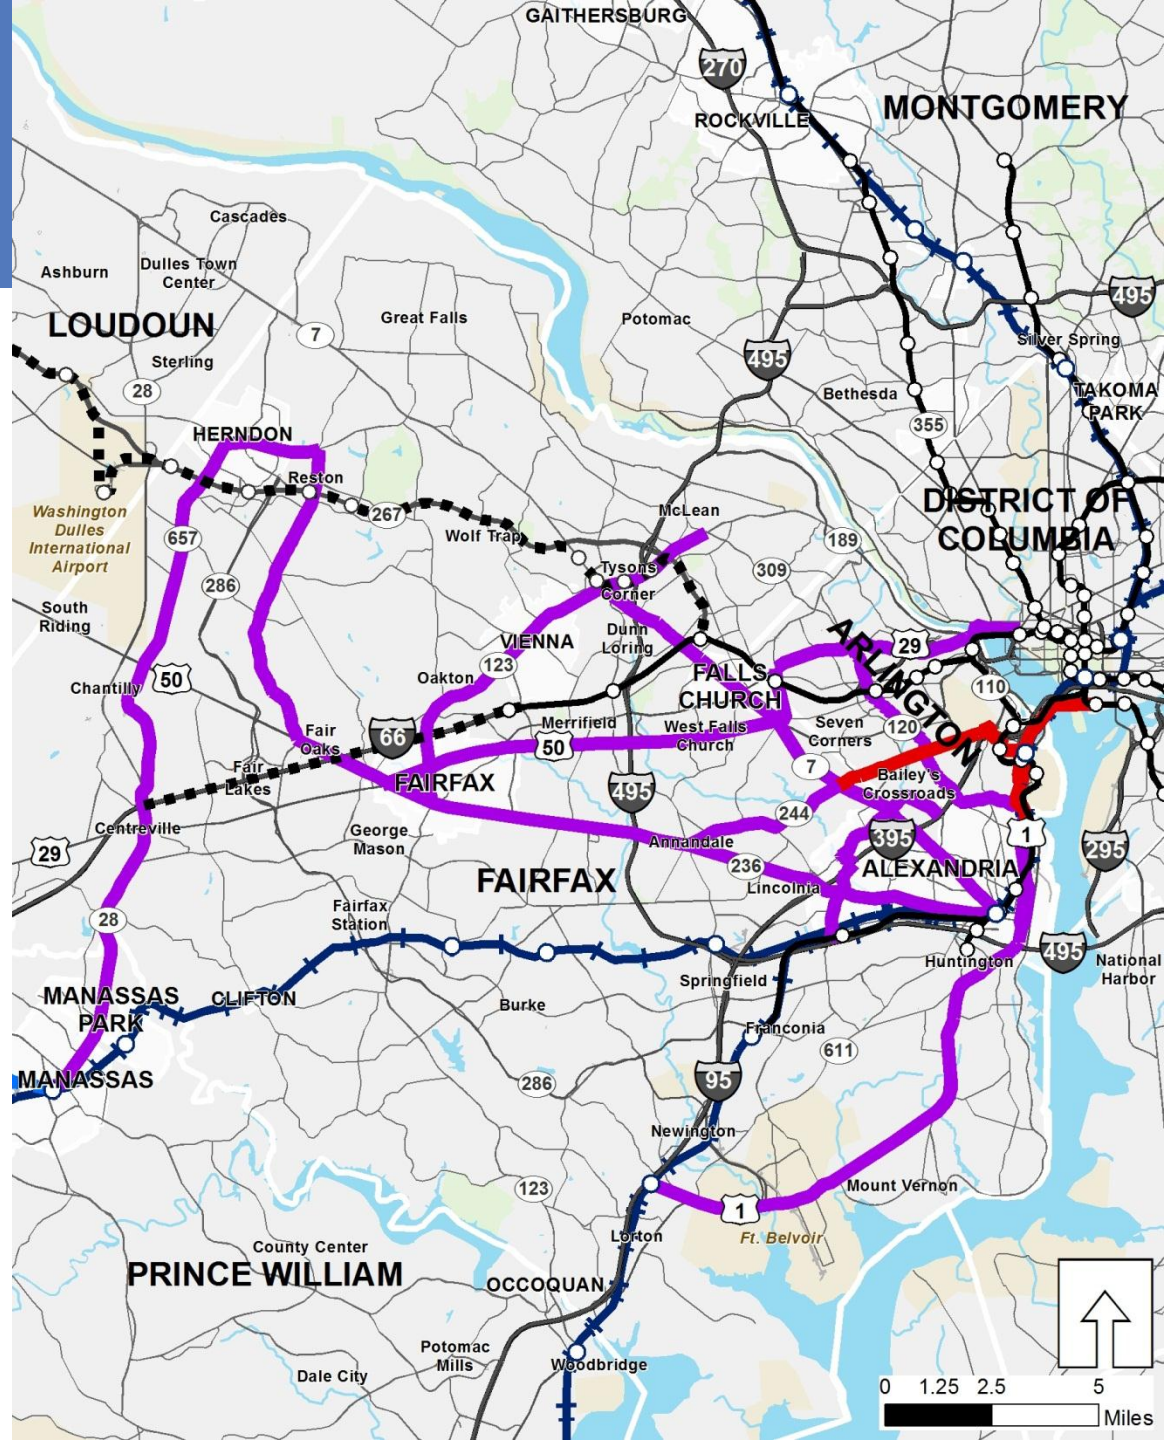 GAITHERSBURG
270
MONTGOMERY
ROCKVILLE
Cascades
Ashburn
Dulles Town
Center
495
LOUDOUN
7
Great Falls
Potomac
Silver Spring
Sterling
495
28
Bethesda
TAKOMA
PARK
355
HERNDON
Reston
DISTRICT OF
COLUMBIA
Washington
Dulles
International
Airport
267
McLean
657
Wolf Trap
189
Tysons
Corner
309
286
South
Riding
Dunn
Loring
VIENNA
ARLINGTON
29
123
FALLS
CHURCH
50
Chantilly
Oakton
110
66
Merrifield
West Falls
Church
Seven
Corners
120
Fair
Oaks
50
Fair
Lakes
FAIRFAX
7
Bailey's
Crossroads
495
244
Centreville
George
Mason
1
29
Annandale
395
295
236
ALEXANDRIA
FAIRFAX
Lincolnia
28
Fairfax
Station
495
Huntington
National
Harbor
Springfield
MANASSAS
PARK
CLIFTON
Burke
Franconia
611
MANASSAS
286
95
Newington
123
Mount Vernon
1
Lorton
Ft. Belvoir
County Center
PRINCE WILLIAM
OCCOQUAN
Potomac
Mills
Woodbridge
Dale City
0 1.25 2.5 5
Miles